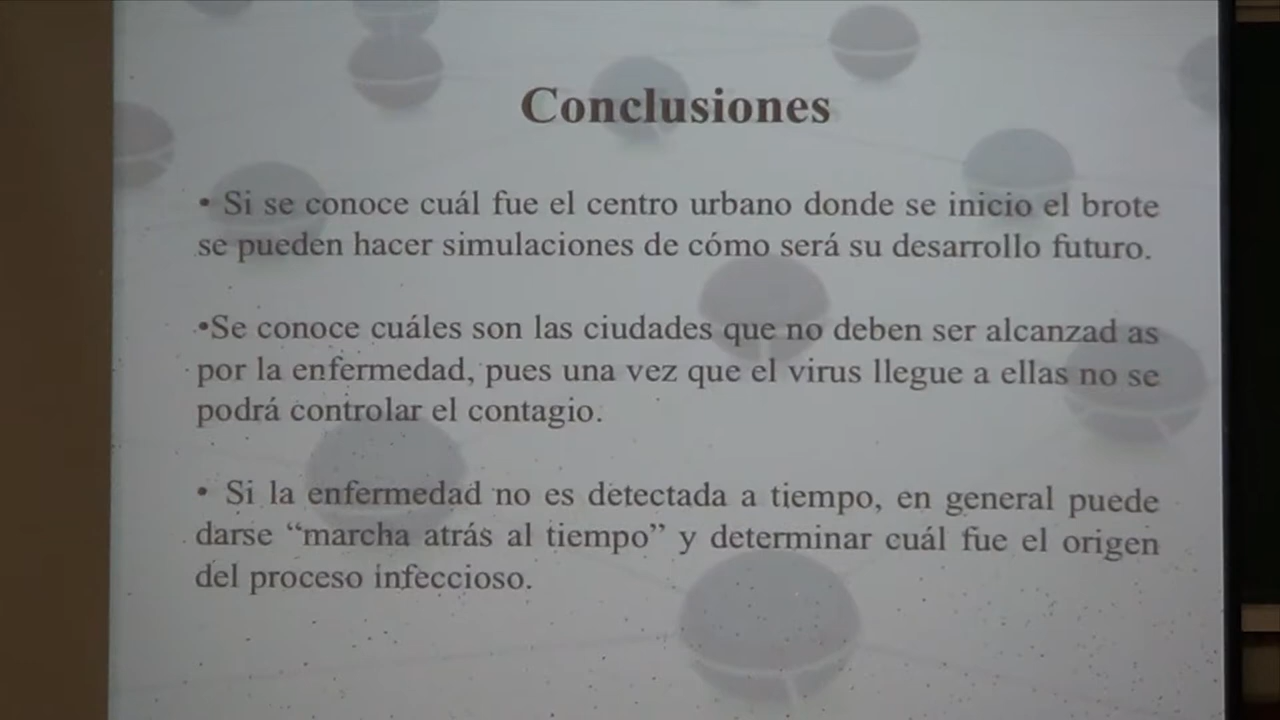 Conclusiones
• Si se conoce cuál fue el centro urbano donde se inicio el brote
se pueden hacer simulaciones de cómo será su desarrollo futuro.
•Se conoce cuáles son las ciudades que no deben ser alcanzad as
por la enfermedad, pues una vez que el virus llegue a ellas no se
podrá controlar el contagio.
• Si la enfermedad no es detectada a tiempo, en general puede
darse “marcha atrás al tiempo” y determinar cuál fue el origen
del proceso infeccioso.